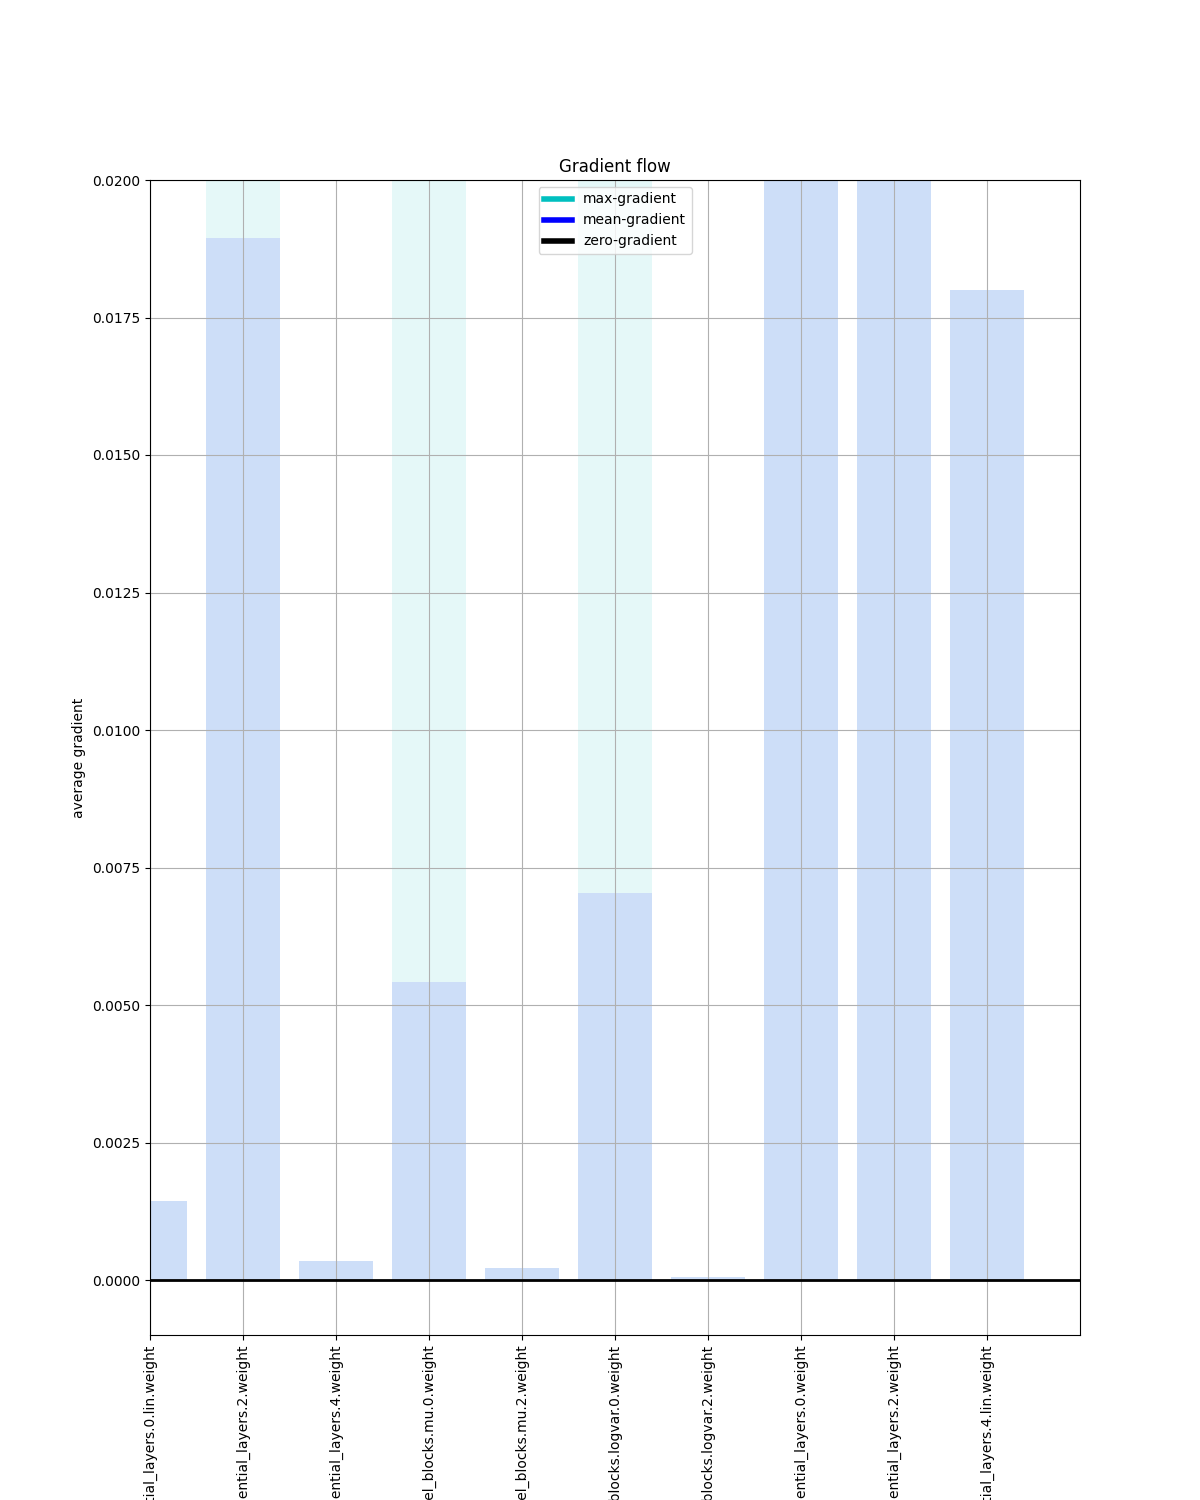 Gradient flow
max-gradient
mean-gradient
zero-gradient
average gradient
0.0200
0.0175
0.0150
0.0125
0.0100
0.0075
0.0050
0.0025
0.0000
tial_layers.0.lin.weight
ential_layers.2.weight
ential_layers.4.weight
el_blocks.mu.0.weight
el_blocks.mu.2.weight
blocks.logvar.0.weight
blocks.logvar.2.weight
ential_layers.0.weight
ential_layers.2.weight
tial_layers.4.lin.weight